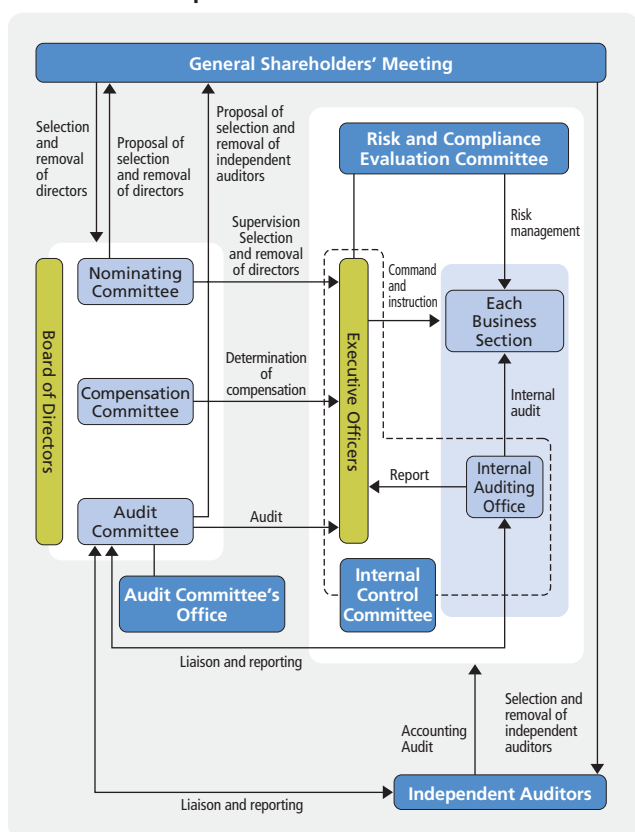 General Shareholders' Meeting
Selection
and
removal
of
directors
Proposal
of
selection
and removal
of directors
Proposal of
selection and
removal of
independent
auditors
Risk and Compliance
Evaluation Committee
Risk
management
Supervision
Selection
and removal
of directors
Nominating
Committee
Command
and
instruction
Each
Business
Section
Board of Directors
Executive Officers
Determination
of
compensation
Compensation
Committee
Internal
audit
Report
Internal
Auditing
Office
Audit
Committee
Audit
Audit Committee's
Office
Internal
Control
Committee
Liaison and reporting
Accounting
Audit
Selection and
removal of
independent
auditors
Independent Auditors
Liaison and reporting